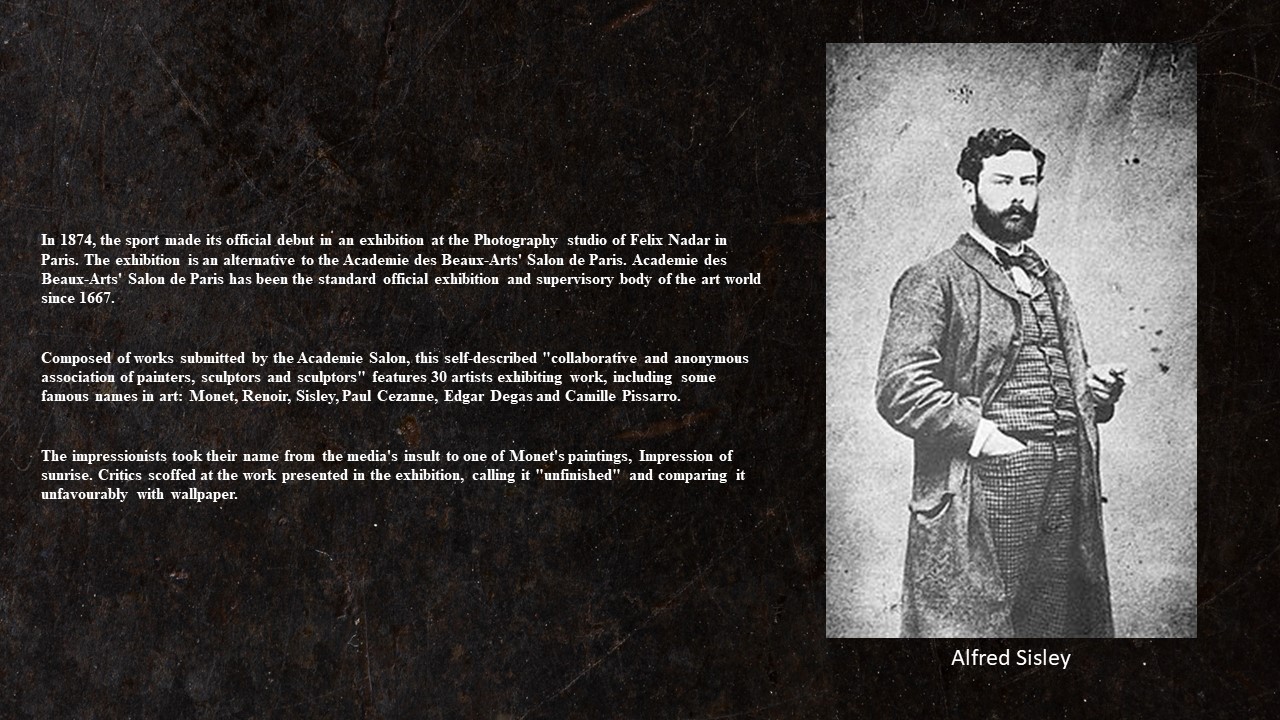 In 1874, the sport made its official debut in an exhibition at the Photography studio of Felix Nadar in
Paris. The exhibition is an alternative to the Academie des Beaux-Arts' Salon de Paris. Academie des
Beaux-Arts' Salon de Paris has been the standard official exhibition and supervisory body of the art world
since 1667.
Composed of works submitted by the Academie Salon, this self-described "collaborative and anonymous
association of painters, sculptors and sculptors" features 30 artists exhibiting work, including some
famous names in art: Monet, Renoir, Sisley, Paul Cezanne, Edgar Degas and Camille Pissarro.
The impressionists took their name from the media's insult to one of Monet's paintings, Impression of
sunrise. Critics scoffed at the work presented in the exhibition, calling it "unfinished" and comparing it
unfavourably with wallpaper.
Alfred Sisley .